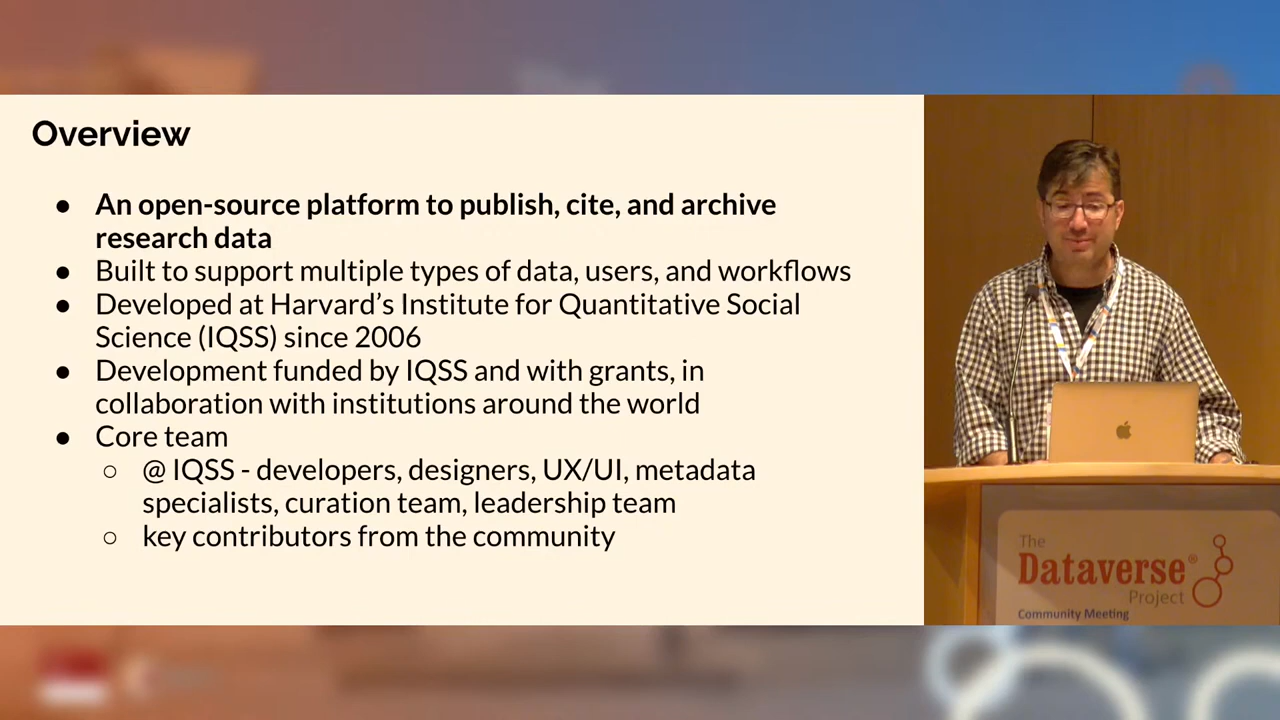 Overview
● An open-source platform to publish, cite, and archive
research data
● Built to support multiple types of data, users, and workflows
● Developed at Harvard’s Institute for Quantitative Social
Science (IQSS) since 2006
● Development funded by IQSS and with grants, in
collaboration with institutions around the world
● Core team
○ @ IQSS - developers, designers, UX/UI, metadata
specialists, curation team, leadership team
○ key contributors from the community
The
Dataverse®
Project
Community Meeting